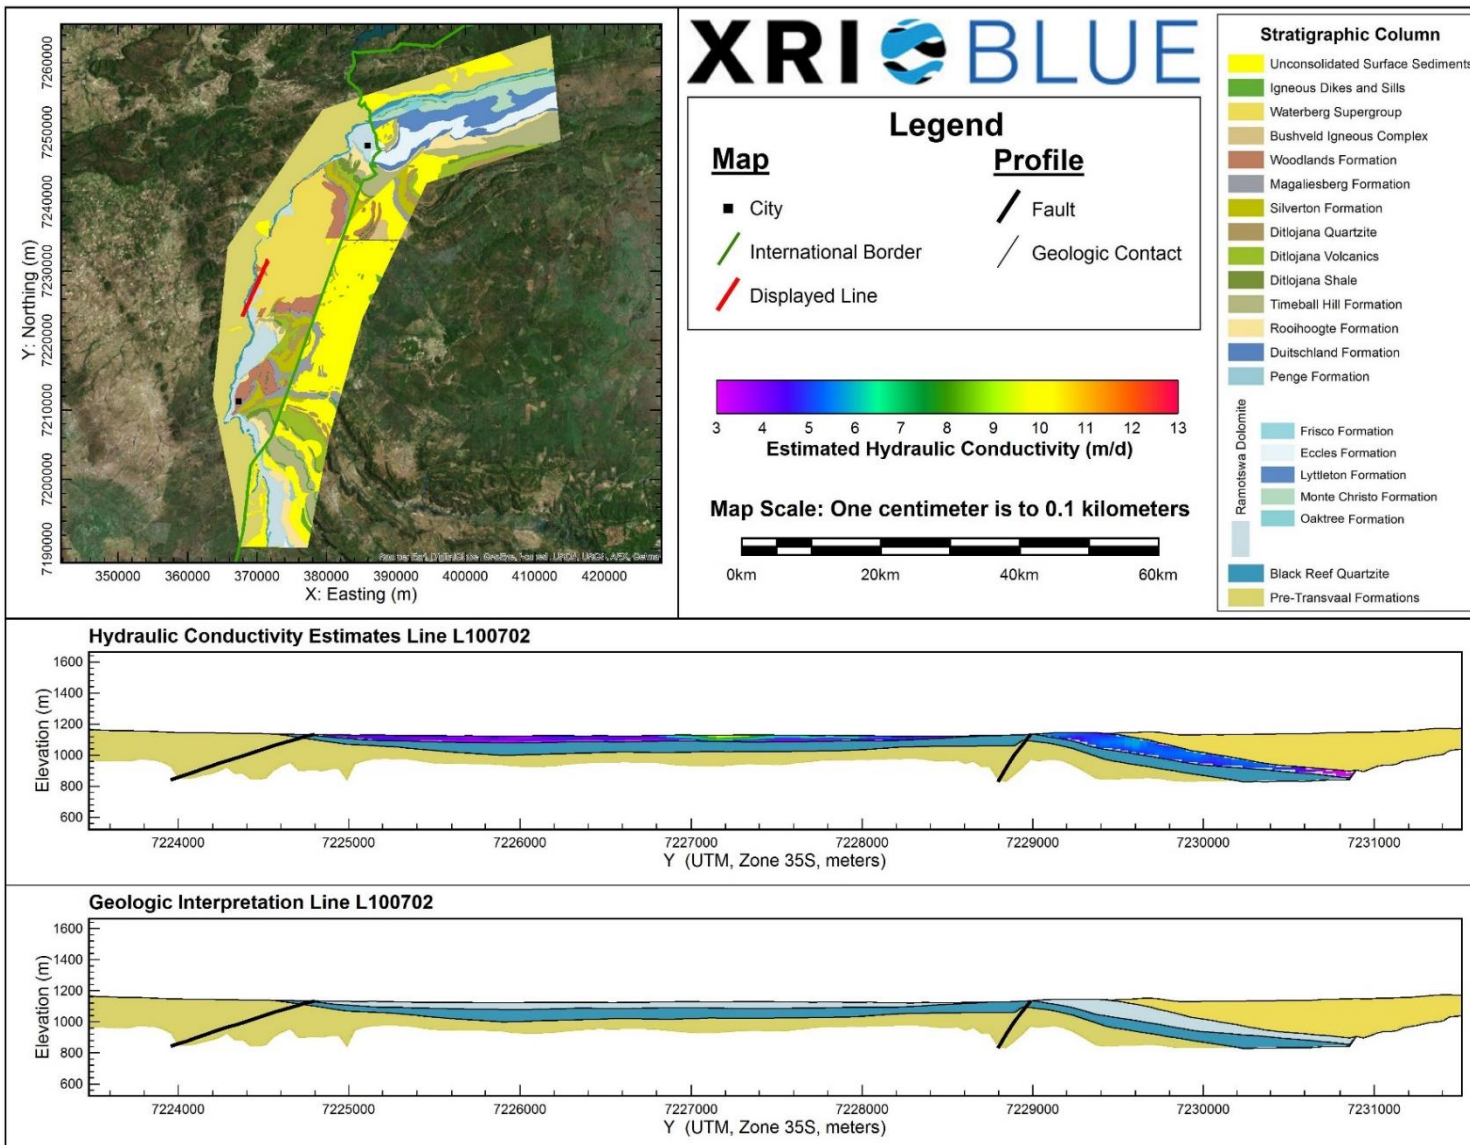 XRI BLUE
7260000
7250000
7240000
7230000
7220000
7210000
7200000
7190000
Y: Northing (m)
350000 360000 370000 380000 390000 400000 410000 420000
X: Easting (m)
Legend
Map
City
International Border
Displayed Line
Profile
Fault
Geologic Contact
3 4 5 6 7 8 9 10 11 12 13
Estimated Hydraulic Conductivity (m/d)
Map Scale: One centimeter is to 0.1 kilometers
0km 20km 40km 60km
Stratigraphic Column
Unconsolidated Surface Sediments
Igneous Dikes and Sills
Waterberg Supergroup
Bushveld Igneous Complex
Woodlands Formation
Magaliesberg Formation
Silverton Formation
Ditlojana Quartzite
Ditlojana Volcanics
Ditlojana Shale
Timeball Hill Formation
Rooihoogte Formation
Duitschland Formation
Penge Formation
Ramotswa Dolomite
Frisco Formation
Eccles Formation
Lyttleton Formation
Monte Christo Formation
Oaktree Formation
Black Reef Quartzite
Pre-Transvaal Formations
Hydraulic Conductivity Estimates Line L100702
1600
1400
1200
1000
800
600
Elevation (m)
7224000 7225000 7226000 7227000 7228000 7229000 7230000 7231000
Y (UTM, Zone 35S, meters)
Geologic Interpretation Line L100702
1600
1400
1200
1000
800
600
Elevation (m)
7224000 7225000 7226000 7227000 7228000 7229000 7230000 7231000
Y (UTM, Zone 35S, meters)